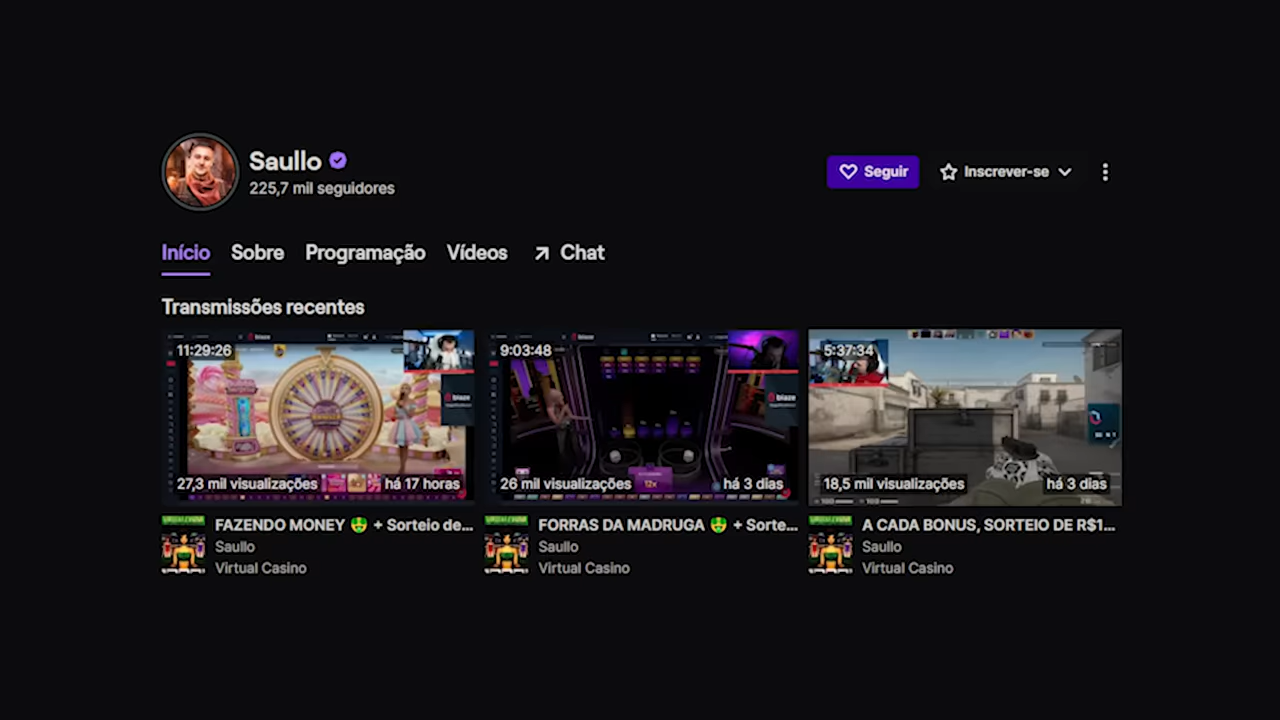 Saullo
225,7 mil seguidores
Seguir
Inscrever-se
Início
Sobre
Programação
Vídeos
Chat
Transmissões recentes
11:29:26
blaze
27,3 mil visualizações
há 17 horas
FAZENDO MONEY 🤑 + Sorteio de...
Saullo
Virtual Casino
9:03:48
blaze
12x
26 mil visualizações
há 3 dias
FORRAS DA MADRUGA 🤑 + Sorte...
Saullo
Virtual Casino
5:37:34
18,5 mil visualizações
há 3 dias
A CADA BONUS, SORTEIO DE R$1...
Saullo
Virtual Casino